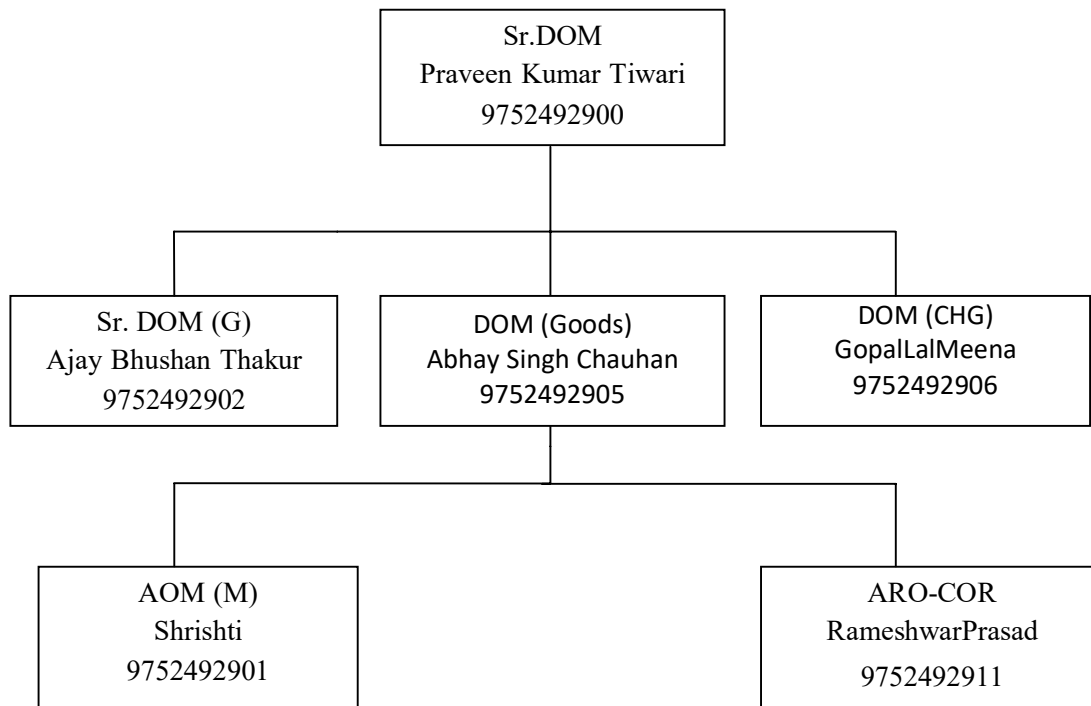 Sr.DOM
Praveen Kumar Tiwari
9752492900
Sr. DOM (G)
Ajay Bhushan Thakur
9752492902
DOM (Goods)
Abhay Singh Chauhan
9752492905
DOM (CHG)
GopalLalMeena
9752492906
AOM (M)
Shrishti
9752492901
ARO-COR
RameshwarPrasad
9752492911